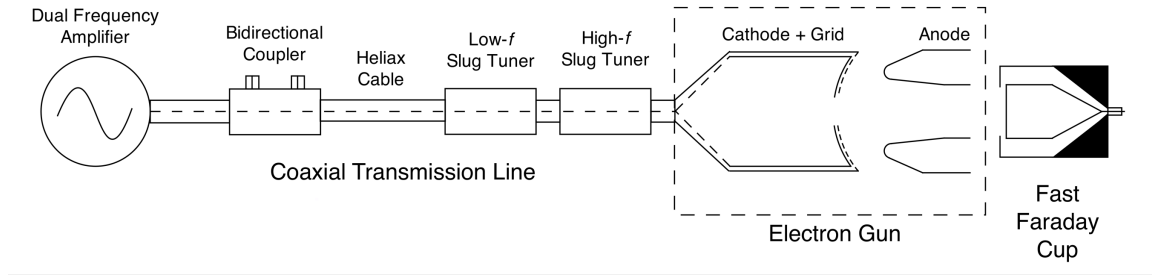 Dual Frequency
Amplifier
Bidirectional
Coupler
Heliax
Cable
Low-f
Slug Tuner
High-f
Slug Tuner
Cathode + Grid
Anode
Coaxial Transmission Line
Electron Gun
Fast
Faraday
Cup